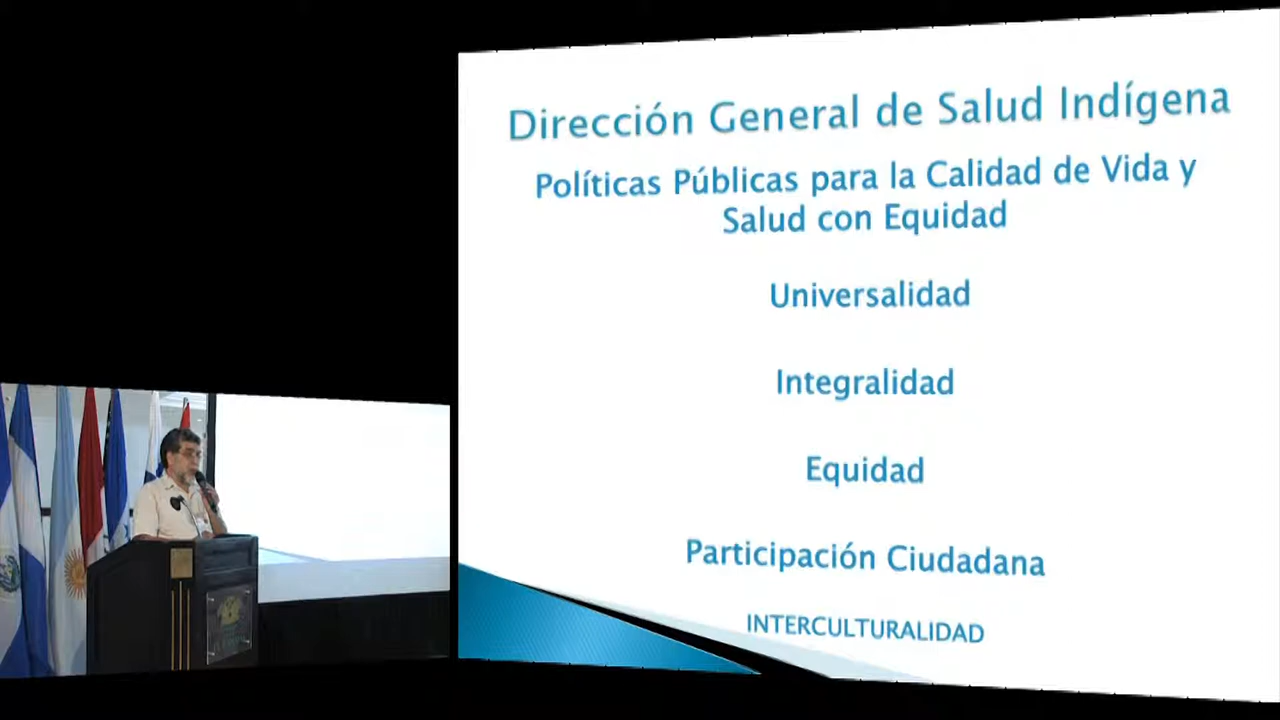 Dirección General de Salud Indígena
Políticas Públicas para la Calidad de Vida y
Salud con Equidad
Universalidad
Integralidad
Equidad
Participación Ciudadana
INTERCULTURALIDAD